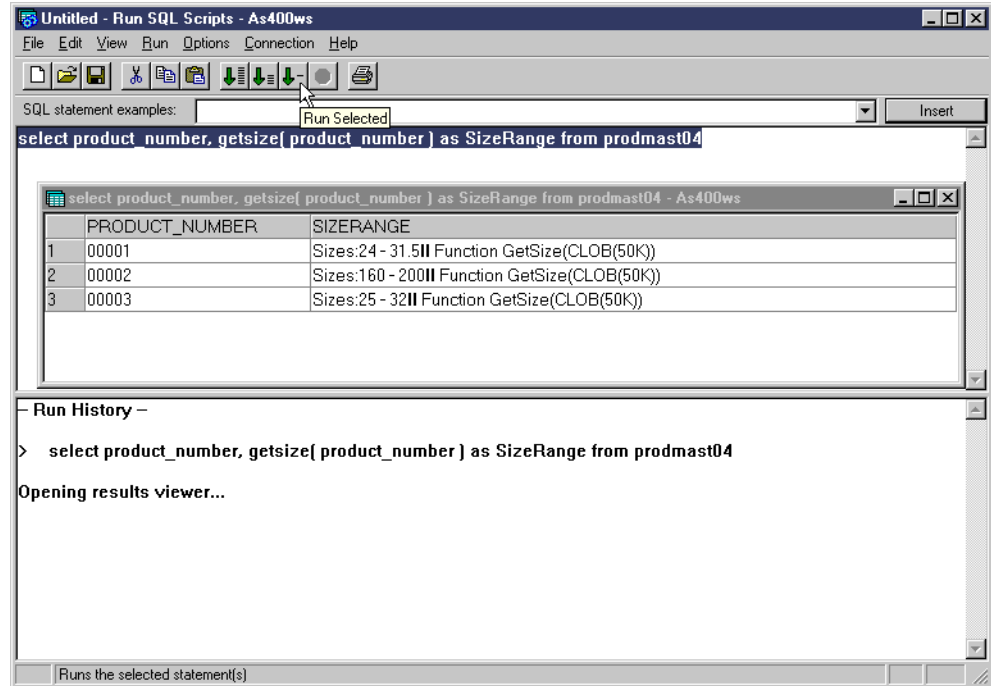 Untitled - Run SQL Scripts - As400ws
File Edit View Run Options Connection Help
SQL statement examples: Insert
Run Selected
select product_number, getsize( product_number ) as SizeRange from prodmast04
select product_number, getsize( product_number ) as SizeRange from prodmast04 - As400ws
PRODUCT_NUMBER SIZERANGE
1 00001 Sizes:24 - 31.5II Function GetSize(CLOB(50K))
2 00002 Sizes:160 - 200II Function GetSize(CLOB(50K))
3 00003 Sizes:25 - 32II Function GetSize(CLOB(50K))
– Run History –
> select product_number, getsize( product_number ) as SizeRange from prodmast04
Opening results viewer...
Runs the selected statement(s)